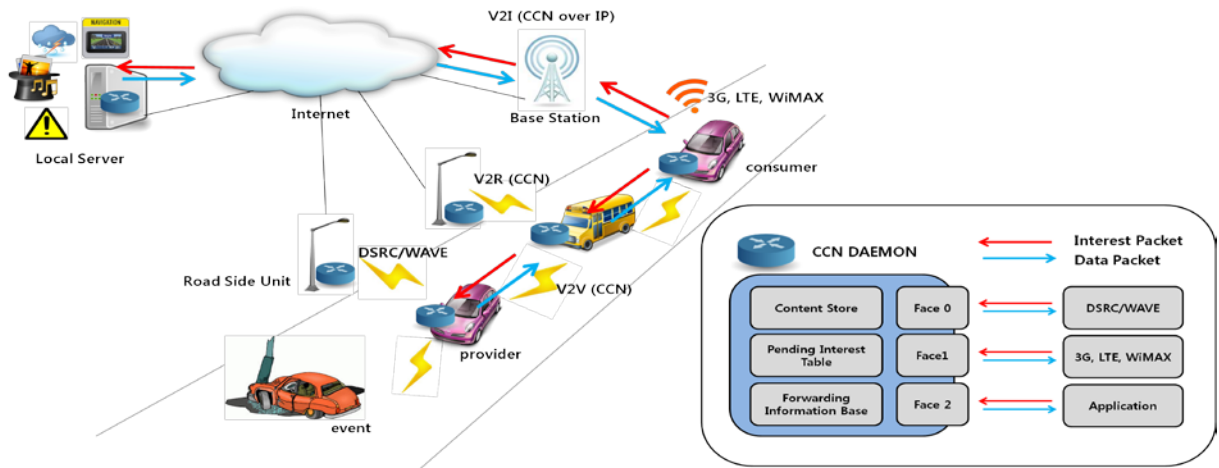 V2I (CCN over IP)
NAVIGATION
Internet
Base Station
3G, LTE, WiMAX
Local Server
consumer
V2R (CCN)
DSRC/WAVE
Road Side Unit
V2V (CCN)
provider
event
CCN DAEMON
Interest Packet
Data Packet
Content Store
Face 0
DSRC/WAVE
Pending Interest
Table
Face1
3G, LTE, WiMAX
Forwarding
Information Base
Face 2
Application